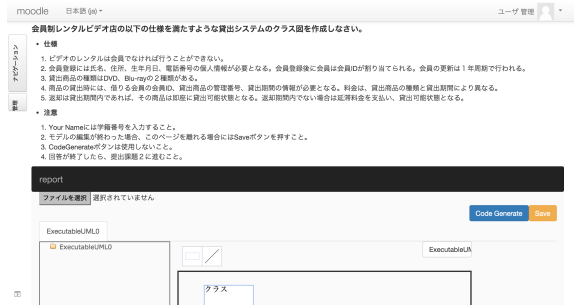 moodle 日本語 (ja) ユーザ 管理
会員制レンタルビデオ店の以下の仕様を満たすような貸出システムのクラス図を作成しなさい。
• 仕様
1. ビデオのレンタルは会員でなければ行うことができない。
2. 会員登録には氏名、住所、生年月日、電話番号の個人情報が必要となる。会員登録後に会員は会員IDが割り当てられる。会員の更新は１年周期で行われる。
3. 貸出商品の種類はDVD、Blu-rayの２種類がある。
4. 商品の貸出時には、借りる会員の会員ID、貸出商品の管理番号、貸出期間の情報が必要となる。料金は、貸出商品の種類と貸出期間により異なる。
5. 返却は貸出期間内であれば、その商品は即座に貸出可能状態となる。返却期間内でない場合は延滞料金を支払い、貸出可能状態となる。
• 注意
1. Your Nameには学籍番号を入力すること。
2. モデルの編集が終わった場合、このページを離れる場合にはSaveボタンを押すこと。
3. CodeGenerateボタンは使用しないこと。
4. 回答が終了したら、提出課題２に進むこと。
ナビゲーション
管理
report
ファイルを選択 選択されていません
Code Generate Save
ExecutableUML0
ExecutableUML0
ExecutableUM
クラス